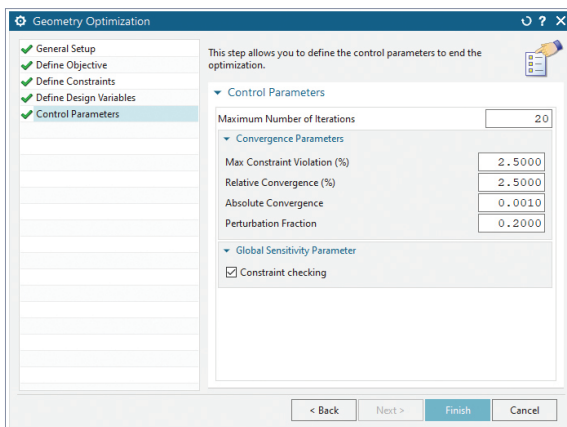 Geometry Optimization
General Setup
Define Objective
Define Constraints
Define Design Variables
Control Parameters
This step allows you to define the control parameters to end the
optimization.
Control Parameters
Maximum Number of Iterations 20
Convergence Parameters
Max Constraint Violation (%) 2.5000
Relative Convergence (%) 2.5000
Absolute Convergence 0.0010
Perturbation Fraction 0.2000
Global Sensitivity Parameter
Constraint checking
< Back Next > Finish Cancel